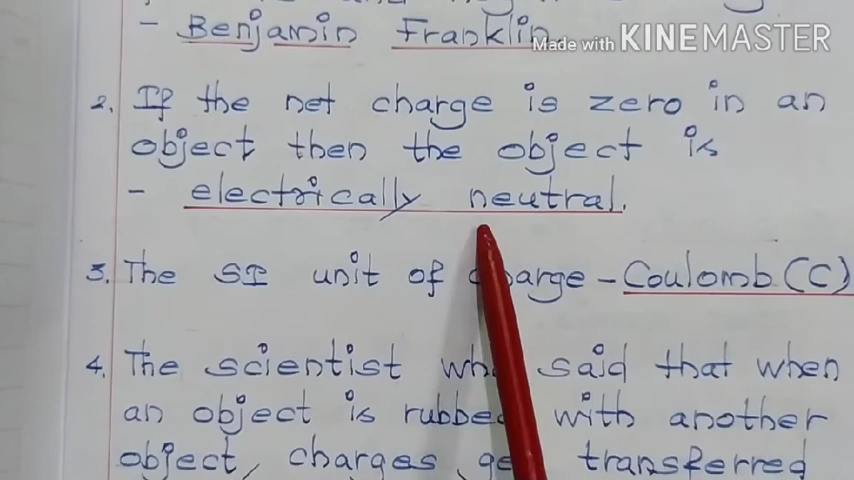 - Benjamin Franklin
Made with KINEMASTER
2. If the net charge is zero in an
object then the object is
- electrically neutral.
3. The SI unit of charge - Coulomb (C)
4. The scientist who said that when
an object is rubbed with another
object, charges get transferred